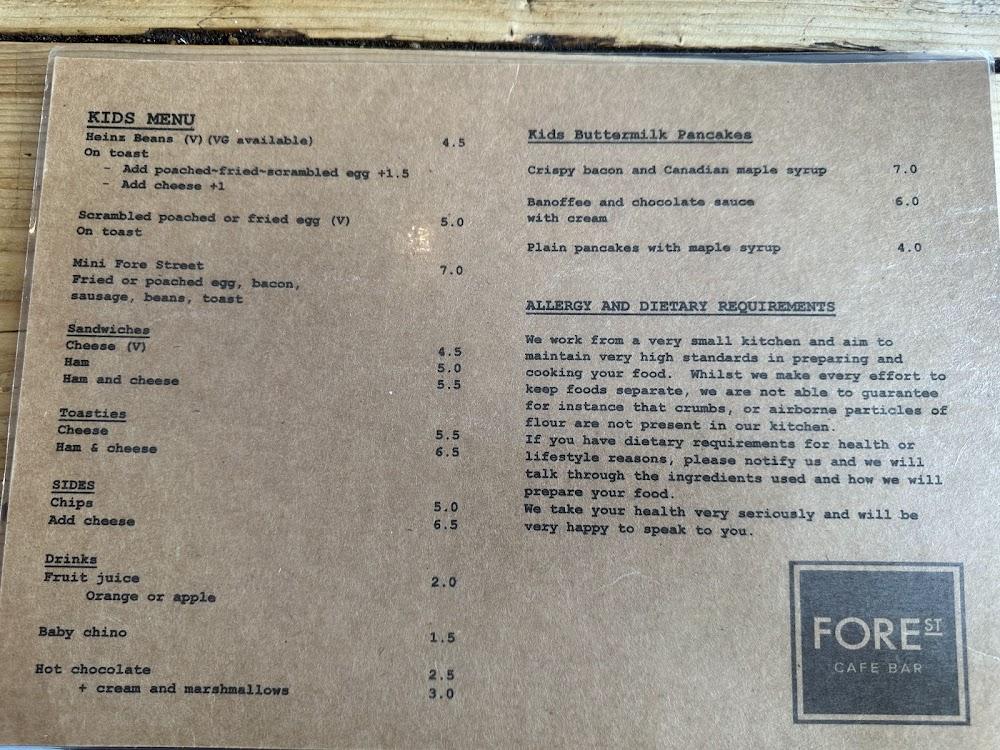 KIDS MENU
Heinz Beans (V)(VG available) 4.5
On toast
- Add poached-fried-scrambled egg +1.5
- Add cheese +1
Scrambled poached or fried egg (V) 5.0
On toast
Mini Fore Street 7.0
Fried or poached egg, bacon,
sausage, beans, toast
Sandwiches
Cheese (V) 4.5
Ham 5.0
Ham and cheese 5.5
Toasties
Cheese 5.5
Ham & cheese 6.5
SIDES
Chips 5.0
Add cheese 6.5
Drinks
Fruit juice 2.0
Orange or apple
Baby chino 1.5
Hot chocolate 2.5
+ cream and marshmallows 3.0
Kids Buttermilk Pancakes
Crispy bacon and Canadian maple syrup 7.0
Banoffee and chocolate sauce 6.0
with cream
Plain pancakes with maple syrup 4.0
ALLERGY AND DIETARY REQUIREMENTS
We work from a very small kitchen and aim to
maintain very high standards in preparing and
cooking your food. Whilst we make every effort to
keep foods separate, we are not able to guarantee
for instance that crumbs, or airborne particles of
flour are not present in our kitchen.
If you have dietary requirements for health or
lifestyle reasons, please notify us and we will
talk through the ingredients used and how we will
prepare your food.
We take your health very seriously and will be
very happy to speak to you.
FORE ST
CAFE BAR